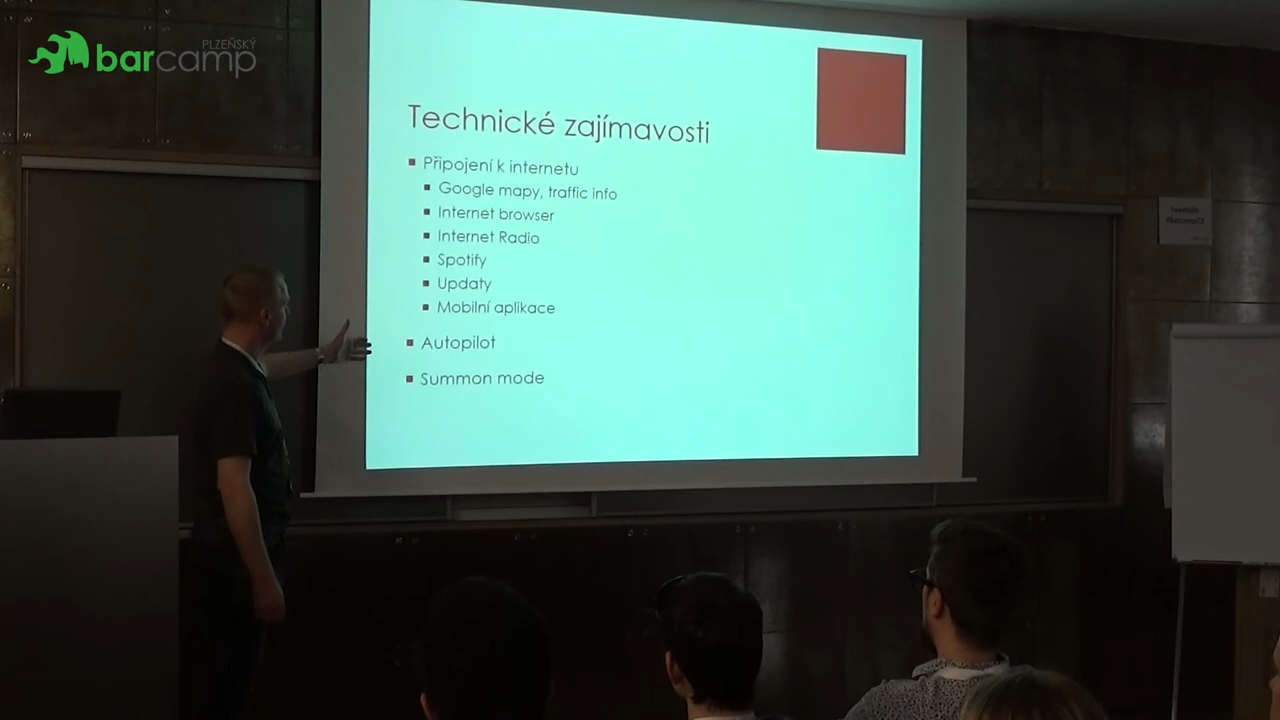 PLZEŇSKÝ
barcamp
Technické zajímavosti
Připojení k internetu
Google mapy, traffic info
Internet browser
Internet Radio
Spotify
Updaty
Mobilní aplikace
Autopilot
Summon mode